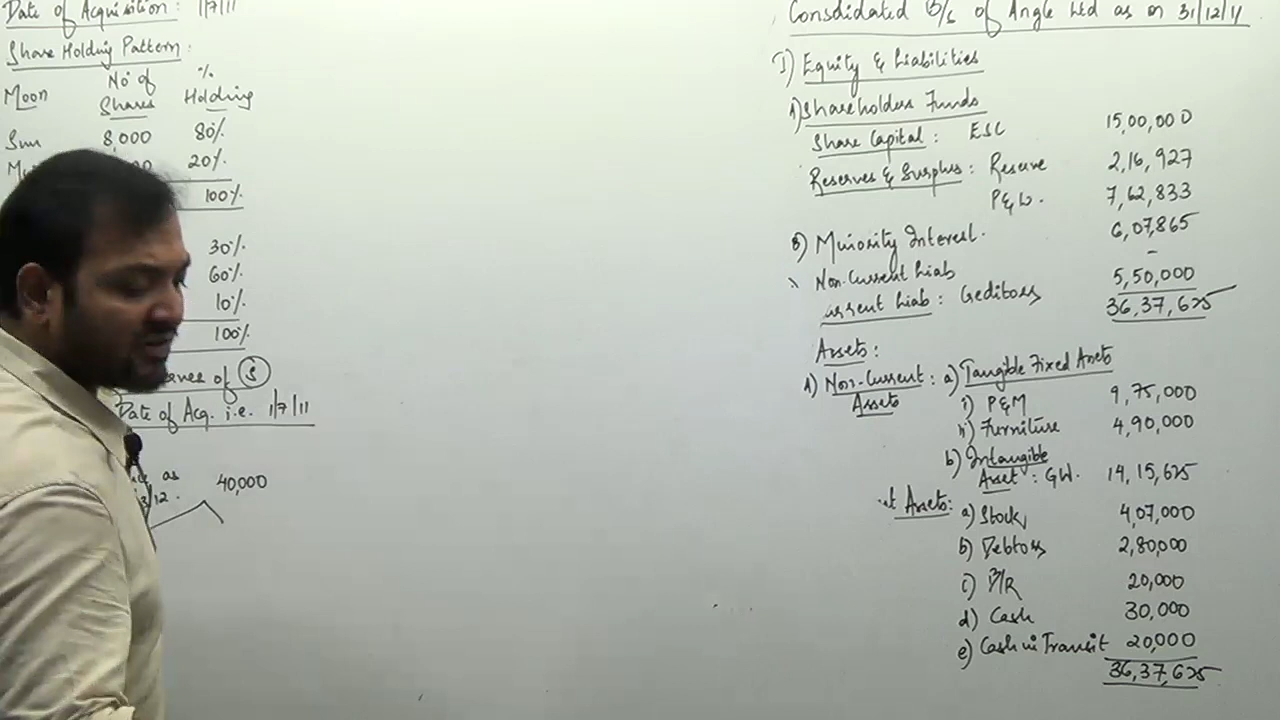 Date of Acquisition : 1/7/11
Share Holding Pattern :
Moon No of Shares % Holding
Sun 8,000 80%
20%
100%
30%
60%
10%
100%
of S
Date of Acq. i.e. 1/7/11
as 40,000
12.
Consolidated B/S of Angle Ltd as on 31/12/11
I) Equity & Liabilities
1) Shareholders Funds
Share Capital : ESC 15,00,000
Reserves & Surplus : Reserve 2,16,927
P&L. 7,62,833
Minority Interest. 6,07,865
Non-Current Liab -
Current Liab : Creditors 5,50,000
36,37,625
Assets :
1) Non-Current Assets : a) Tangible Fixed Assets
i) P&M 9,75,000
ii) Furniture 4,90,000
b) Intangible
Asset : GW. 14,15,625
t Assets : a) Stock 4,07,000
b) Debtors 2,80,000
c) B/R 20,000
d) Cash 30,000
e) Cash in Transit 20,000
36,37,625